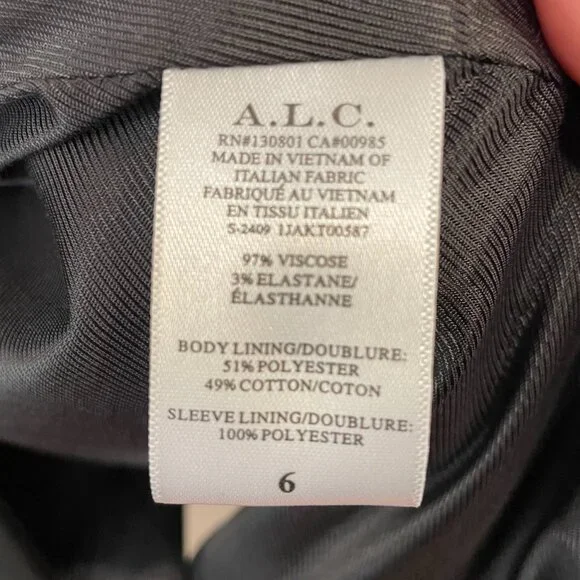 A.L.C.
RN#130801 CA#00985
MADE IN VIETNAM OF
ITALIAN FABRIC
FABRIQUÉ AU VIETNAM
EN TISSU ITALIEN
S-2409 1JAKT00587
97% VISCOSE
3% ELASTANE/
ÉLASTHANNE
BODY LINING/DOUBLURE:
51% POLYESTER
49% COTTON/COTON
SLEEVE LINING/DOUBLURE:
100% POLYESTER
6